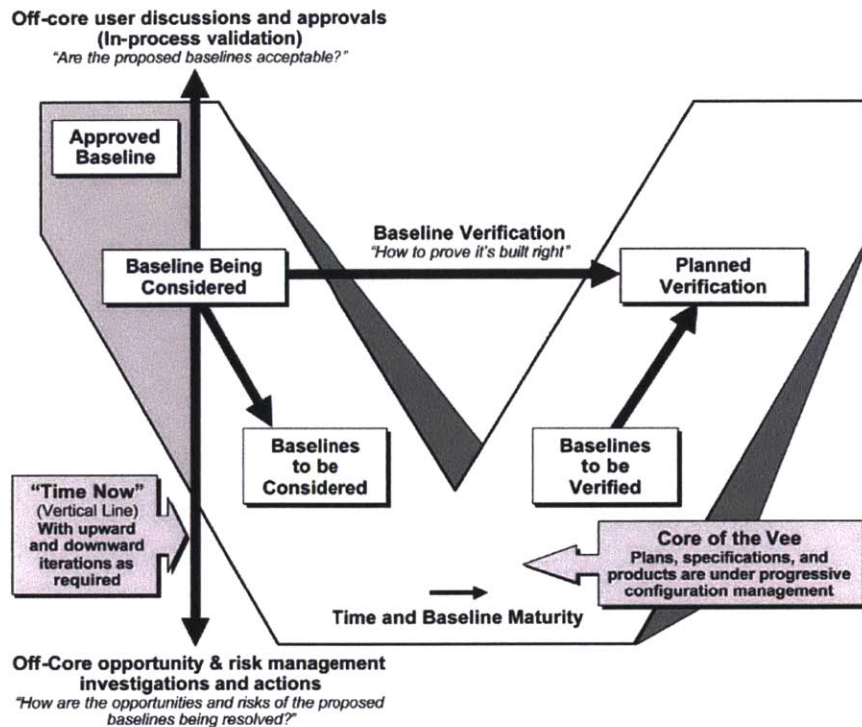 Off-core user discussions and approvals
(In-process validation)
"Are the proposed baselines acceptable?"
Approved
Baseline
Baseline Verification
"How to prove it's built right"
Baseline Being
Considered
Planned
Verification
Baselines
to be
Considered
Baselines
to be
Verified
"Time Now"
(Vertical Line)
With upward
and downward
iterations as
required
Core of the Vee
Plans, specifications, and
products are under progressive
configuration management
Time and Baseline Maturity
Off-Core opportunity & risk management
investigations and actions
"How are the opportunities and risks of the proposed
baselines being resolved?"